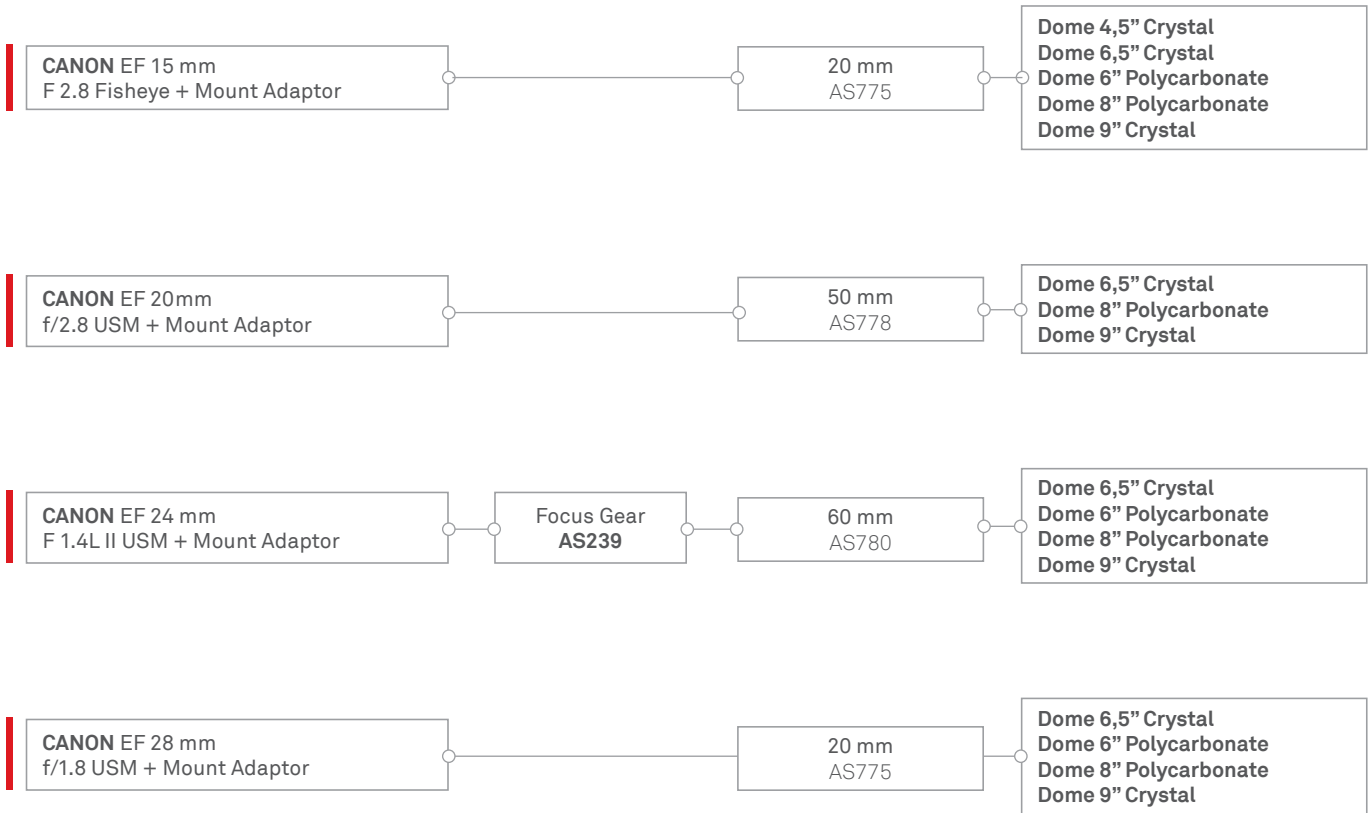 CANON EF 15 mm
F 2.8 Fisheye + Mount Adaptor
20 mm
AS775
Dome 4,5” Crystal
Dome 6,5” Crystal
Dome 6” Polycarbonate
Dome 8” Polycarbonate
Dome 9” Crystal
CANON EF 20mm
f/2.8 USM + Mount Adaptor
50 mm
AS778
Dome 6,5” Crystal
Dome 8” Polycarbonate
Dome 9” Crystal
CANON EF 24 mm
F 1.4L II USM + Mount Adaptor
Focus Gear
AS239
60 mm
AS780
Dome 6,5” Crystal
Dome 6” Polycarbonate
Dome 8” Polycarbonate
Dome 9” Crystal
CANON EF 28 mm
f/1.8 USM + Mount Adaptor
20 mm
AS775
Dome 6,5” Crystal
Dome 6” Polycarbonate
Dome 8” Polycarbonate
Dome 9” Crystal